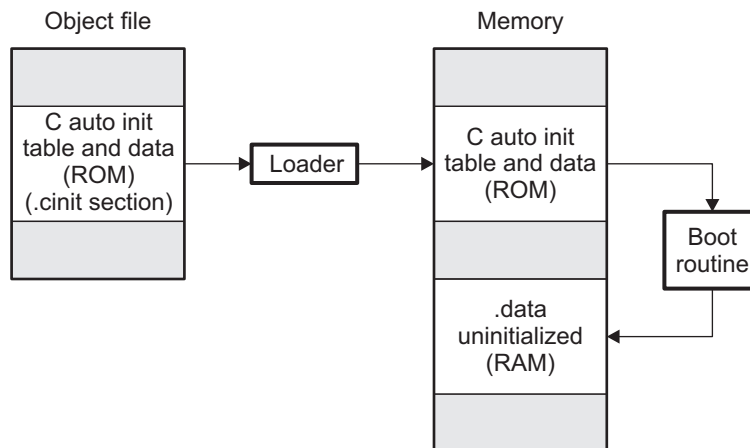 Object file
Memory
C auto init
table and data
(ROM)
(.cinit section)
Loader
C auto init
table and data
(ROM)
Boot
routine
.data
uninitialized
(RAM)